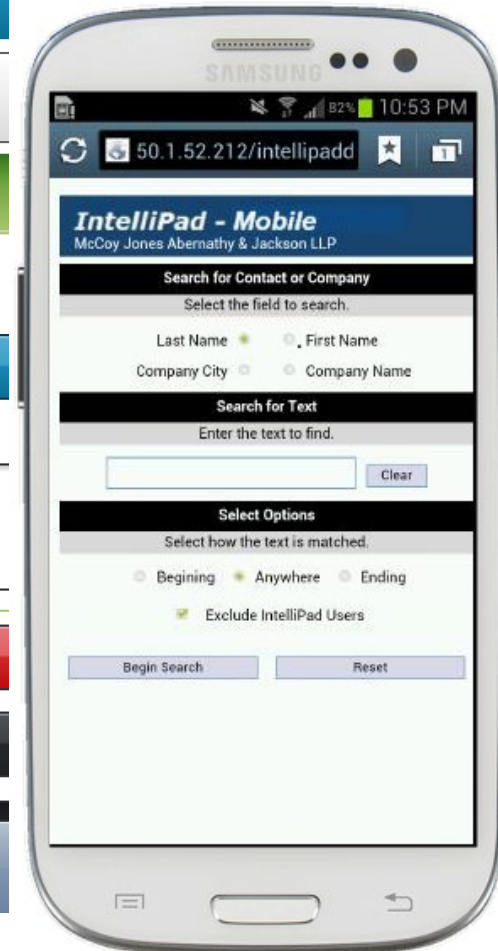 SAMSUNG
82% 10:53 PM
50.1.52.212/intellipadd 1
IntelliPad - Mobile
McCoy Jones Abernathy & Jackson LLP
Search for Contact or Company
Select the field to search.
Last Name . First Name
Company City Company Name
Search for Text
Enter the text to find.
Clear
Select Options
Select how the text is matched.
Begining Anywhere Ending
Exclude IntelliPad Users
Begin Search Reset